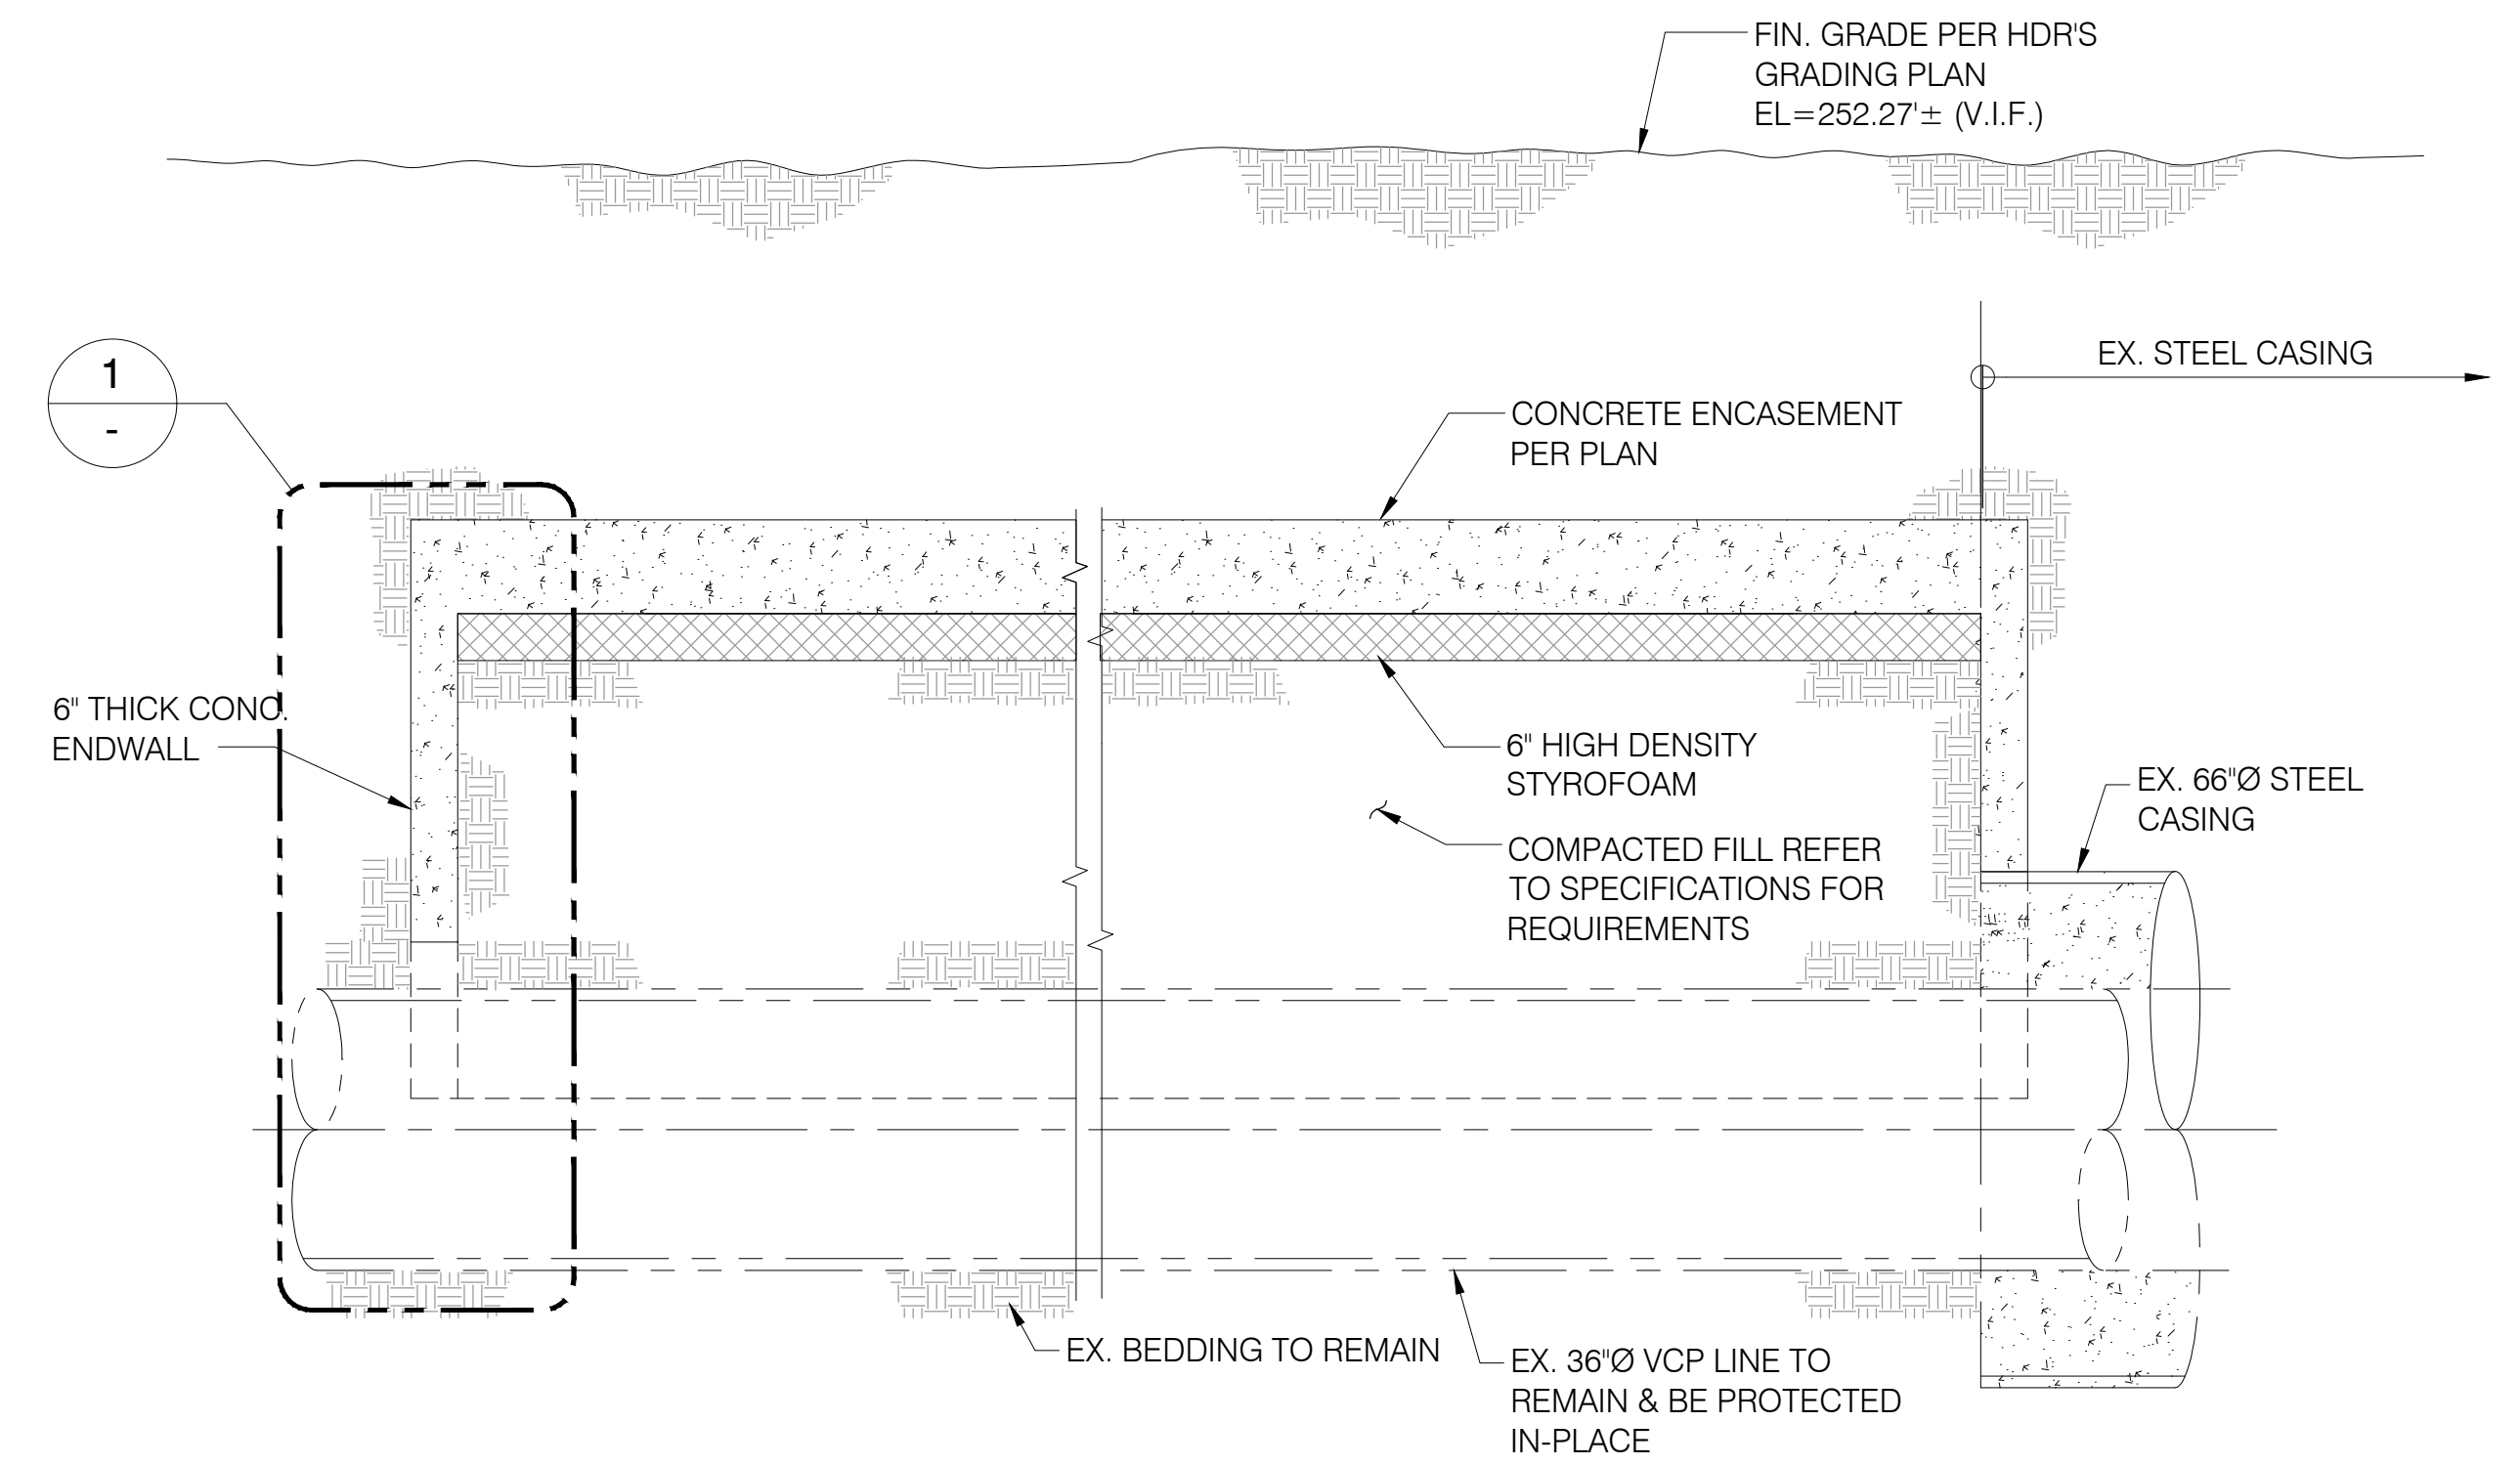 FIN. GRADE PER HDR'S
GRADING PLAN
EL=252.27'± (V.I.F.)
1
-
EX. STEEL CASING
CONCRETE ENCASEMENT
PER PLAN
6" THICK CONC.
ENDWALL
6" HIGH DENSITY
STYROFOAM
EX. 66"Ø STEEL
CASING
COMPACTED FILL REFER
TO SPECIFICATIONS FOR
REQUIREMENTS
EX. BEDDING TO REMAIN
EX. 36"Ø VCP LINE TO
REMAIN & BE PROTECTED
IN-PLACE